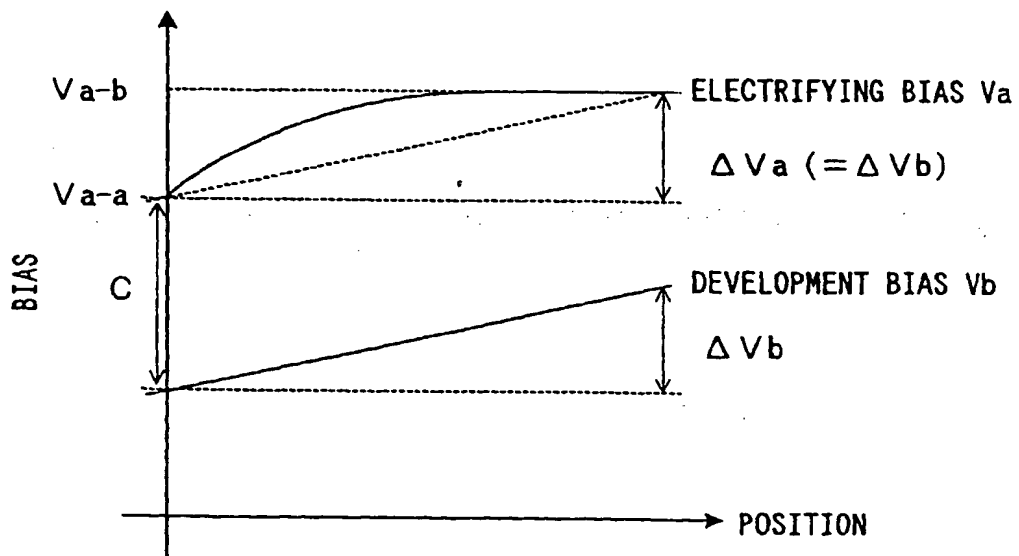 Va-b
ELECTRIFYING BIAS Va
ΔVa (=ΔVb)
Va-a
BIAS
C
DEVELOPMENT BIAS Vb
ΔVb
POSITION